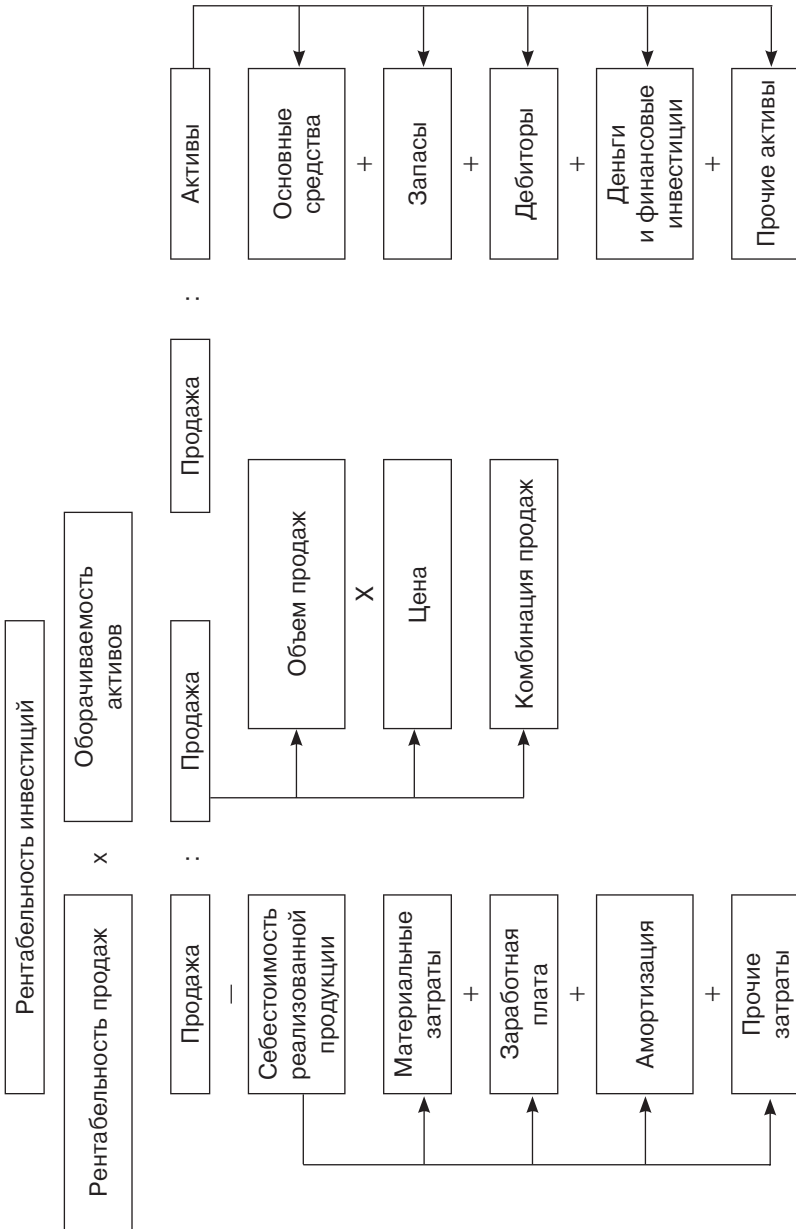 Рентабельность инвестиций
Рентабельность продаж
x
Оборачиваемость
активов
Продажа
:
Продажа
Продажа
:
Активы
–
Себестоимость
реализованной
продукции
Объем продаж
Основные
средства
X
+
Материальные
затраты
Цена
Запасы
+
+
Заработная
плата
Комбинация продаж
Дебиторы
+
+
Амортизация
Деньги
и финансовые
инвестиции
+
+
Прочие
затраты
Прочие активы